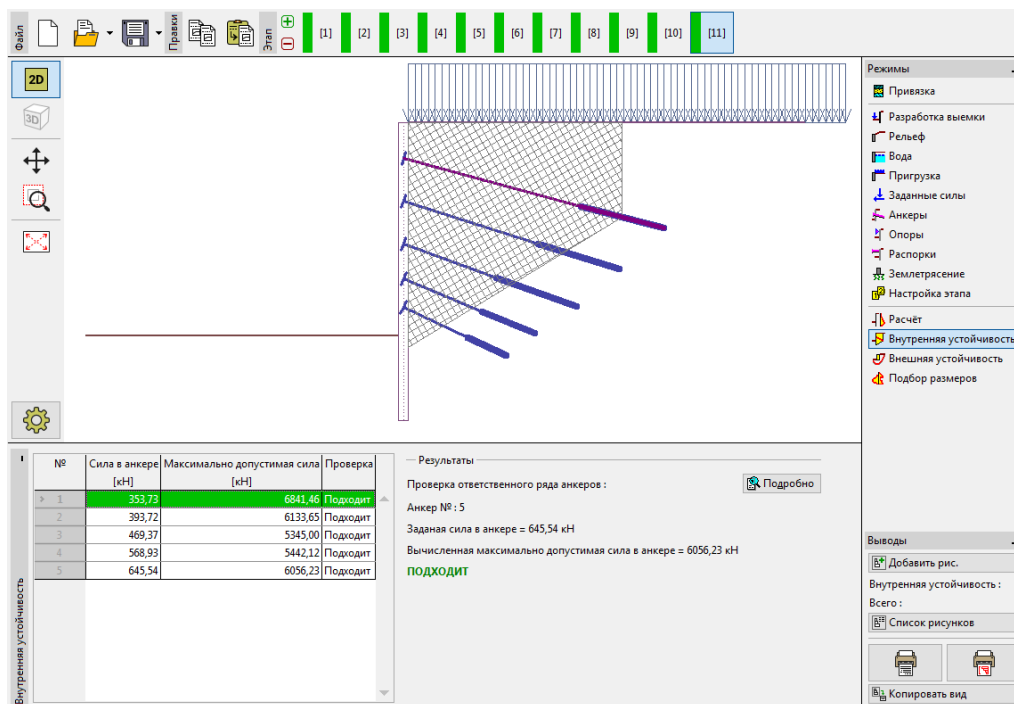 Файл
Правки
Этап
[1]
[2]
[3]
[4]
[5]
[6]
[7]
[8]
[9]
[10]
[11]
2D
3D
Режимы
Привязка
Разработка выемки
Рельеф
Вода
Пригрузка
Заданные силы
Анкеры
Опоры
Распорки
Землетрясение
Настройка этапа
Расчёт
Внутренняя устойчивость
Внешняя устойчивость
Подбор размеров
Внутренняя устойчивость
№ Сила в анкере Максимально допустимая сила Проверка
[кН] [кН]
> 1 353,73 6841,46 Подходит
2 393,72 6133,65 Подходит
3 469,37 5345,00 Подходит
4 568,93 5442,12 Подходит
5 645,54 6056,23 Подходит
Результаты
Проверка ответственного ряда анкеров :
Подробно
Анкер № : 5
Заданая сила в анкере = 645,54 кН
Вычисленная максимально допустимая сила в анкере = 6056,23 кН
ПОДХОДИТ
Выводы
Добавить рис.
Внутренняя устойчивость :
Всего :
Список рисунков
Копировать вид